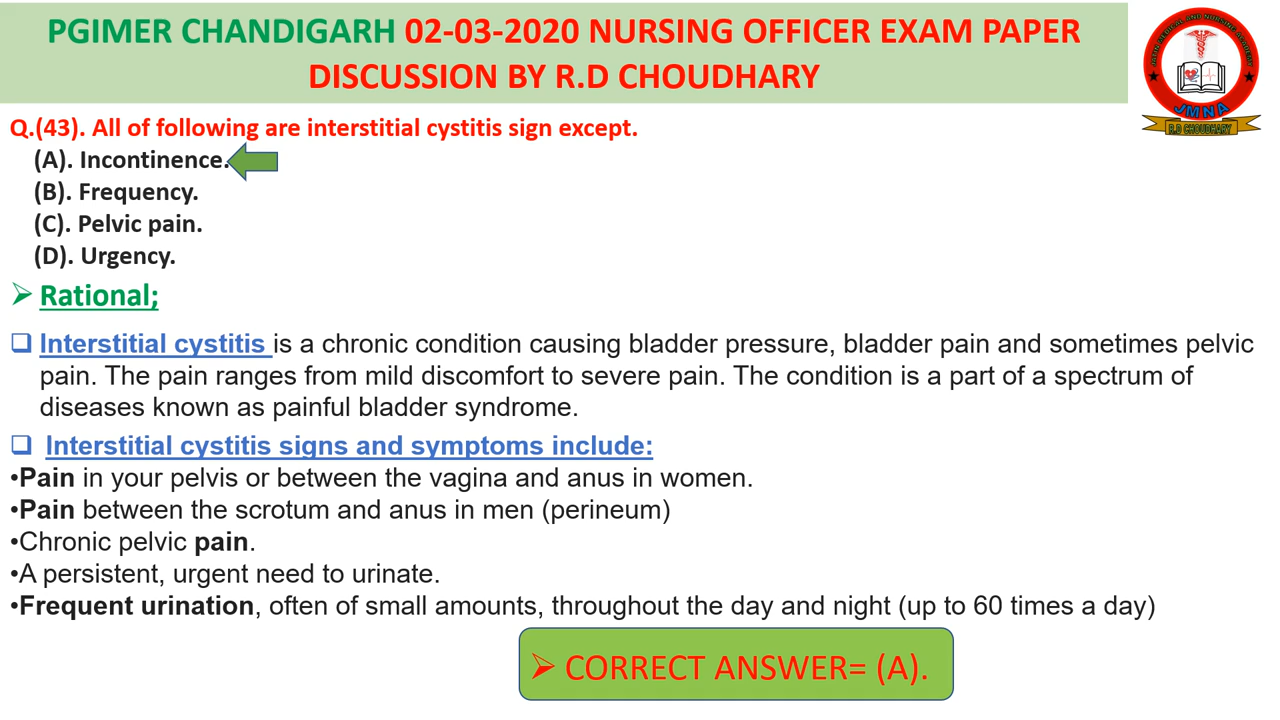 PGIMER CHANDIGARH 02-03-2020 NURSING OFFICER EXAM PAPER
DISCUSSION BY R.D CHOUDHARY
JMNA
R.D CHOUDHARY
Q.(43). All of following are interstitial cystitis sign except.
(A). Incontinence.
(B). Frequency.
(C). Pelvic pain.
(D). Urgency.
➢ Rational;
❑ Interstitial cystitis is a chronic condition causing bladder pressure, bladder pain and sometimes pelvic
pain. The pain ranges from mild discomfort to severe pain. The condition is a part of a spectrum of
diseases known as painful bladder syndrome.
❑ Interstitial cystitis signs and symptoms include:
•Pain in your pelvis or between the vagina and anus in women.
•Pain between the scrotum and anus in men (perineum)
•Chronic pelvic pain.
•A persistent, urgent need to urinate.
•Frequent urination, often of small amounts, throughout the day and night (up to 60 times a day)
➢ CORRECT ANSWER= (A).